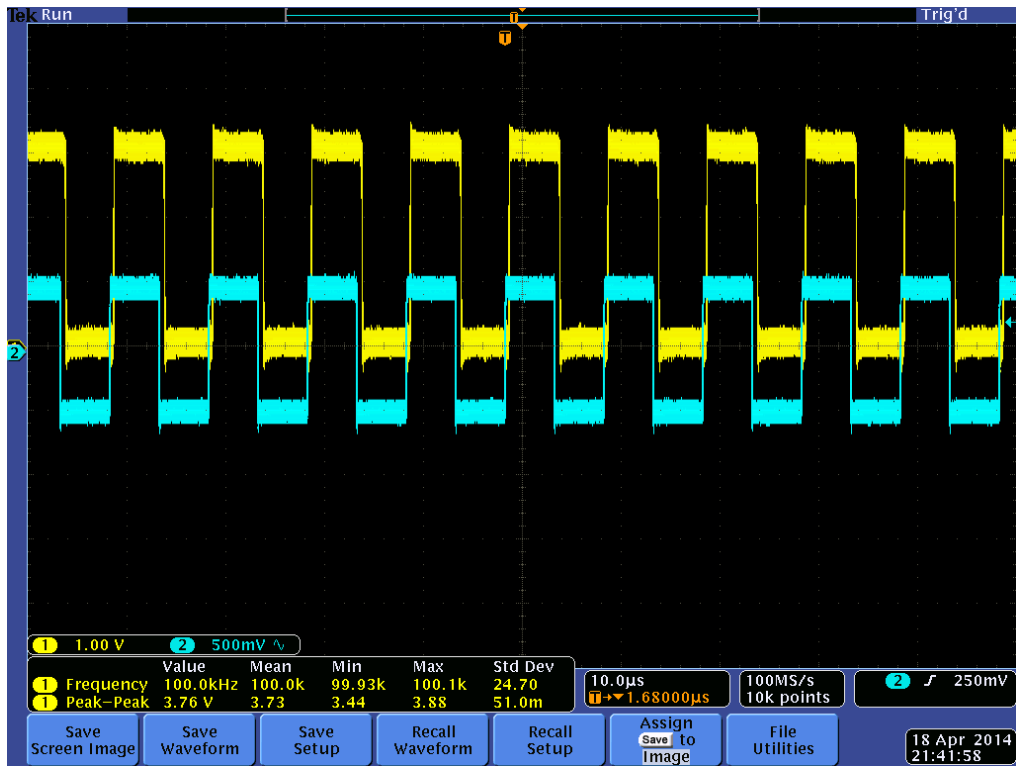 Tek Run Trig'd
T
T
2
1 1.00 V 2 500mV ∿
Value Mean Min Max Std Dev
1 Frequency 100.0kHz 100.0k 99.93k 100.1k 24.70
1 Peak-Peak 3.76 V 3.73 3.44 3.88 51.0m
10.0µs
T→▼1.68000µs
100MS/s
10k points
2 ʃ 250mV
Save Screen Image
Save Waveform
Save Setup
Recall Waveform
Recall Setup
Assign Save to Image
File Utilities
18 Apr 2014
21:41:58